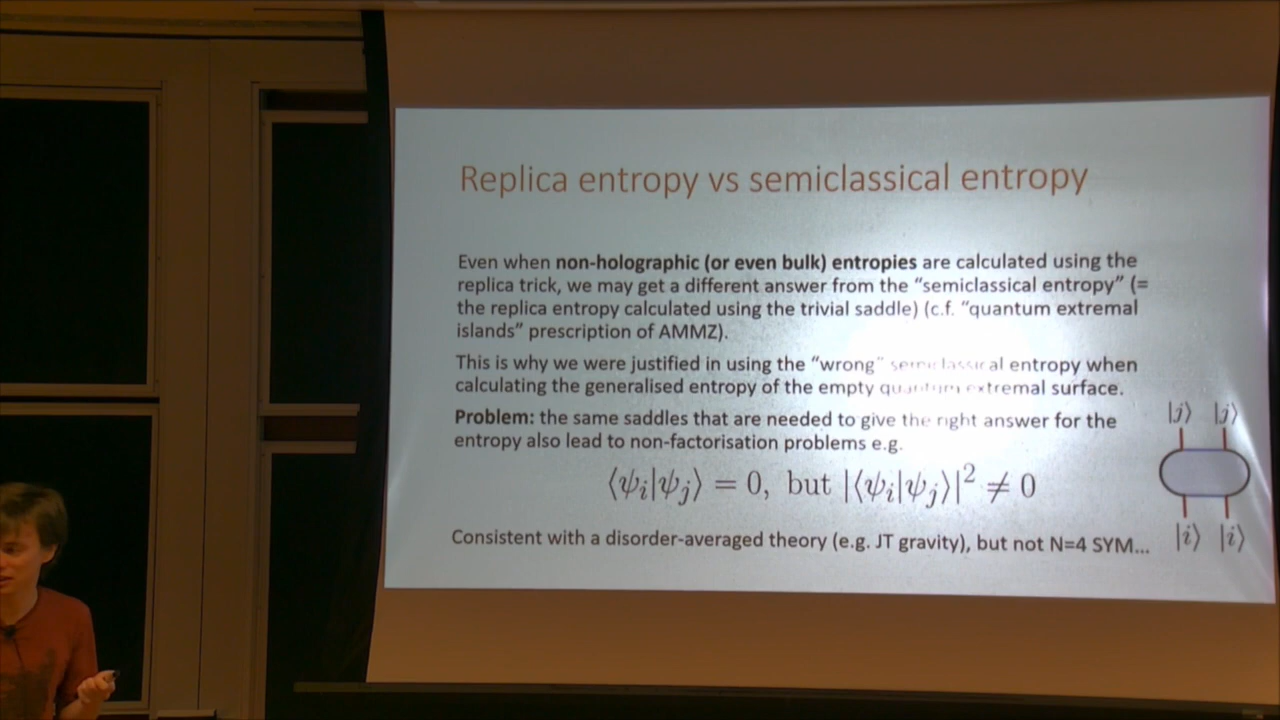 Replica entropy vs semiclassical entropy
Even when non-holographic (or even bulk) entropies are calculated using the
replica trick, we may get a different answer from the “semiclassical entropy” (=
the replica entropy calculated using the trivial saddle) (c.f. “quantum extremal
islands” prescription of AMMZ).
This is why we were justified in using the “wrong” semiclassical entropy when
calculating the generalised entropy of the empty quantum extremal surface.
Problem: the same saddles that are needed to give the right answer for the
entropy also lead to non-factorisation problems e.g.
|j⟩ |j⟩
⟨ψᵢ|ψⱼ⟩ = 0, but |⟨ψᵢ|ψⱼ⟩|² ≠ 0
|i⟩ |i⟩
Consistent with a disorder-averaged theory (e.g. JT gravity), but not N=4 SYM...